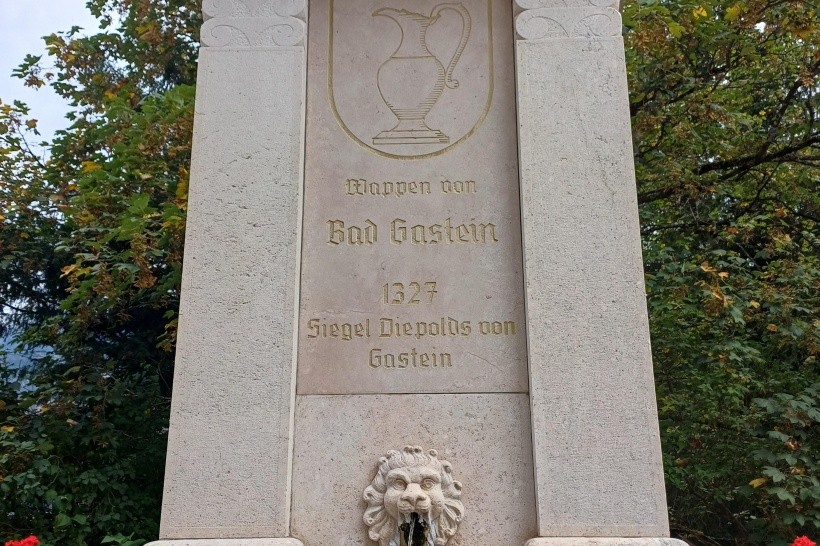 Wappen von
Bad Gastein
1327
Siegel Diepolds von
Gastein